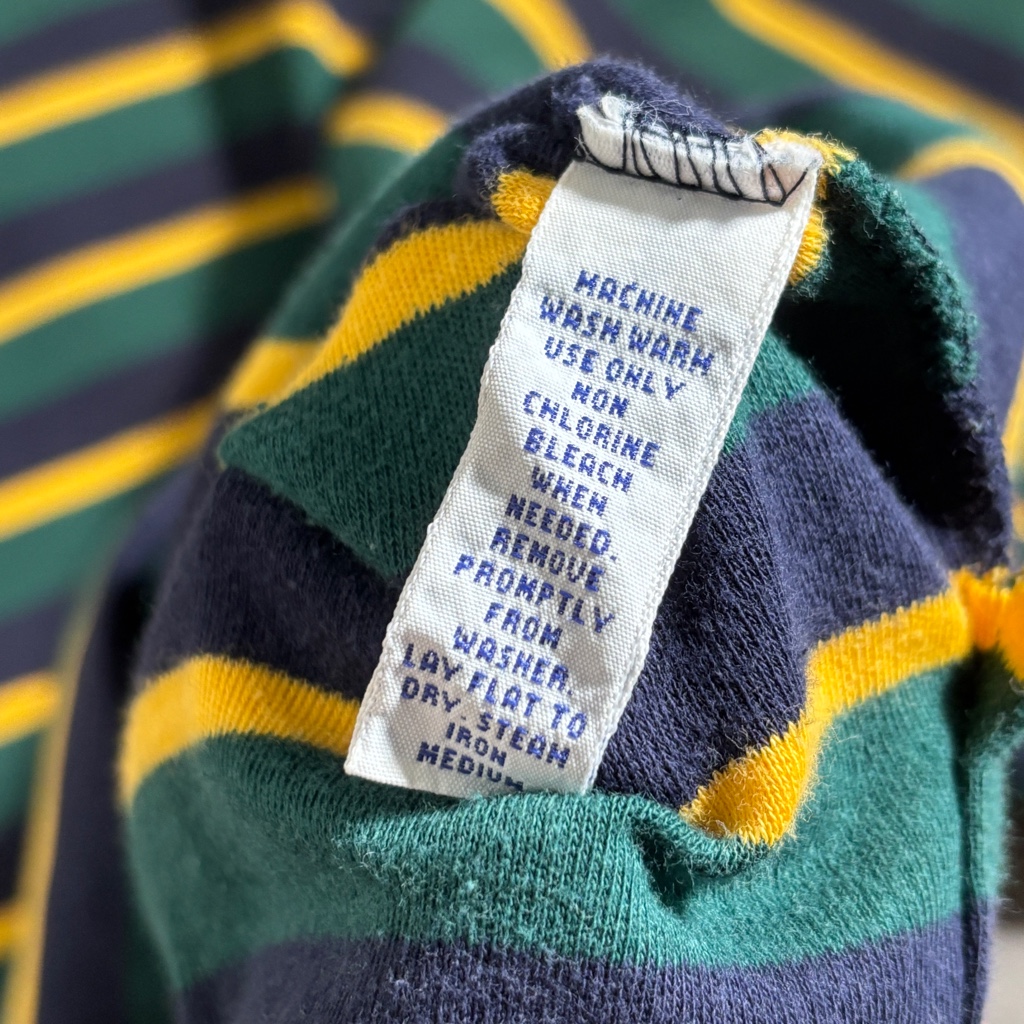 MACHINE
WASH WARM
USE ONLY
NON
CHLORINE
BLEACH
WHEN
NEEDED.
REMOVE
PROMPTLY
FROM
WASHER.
LAY FLAT TO
DRY. STEAM
IRON
MEDIUM